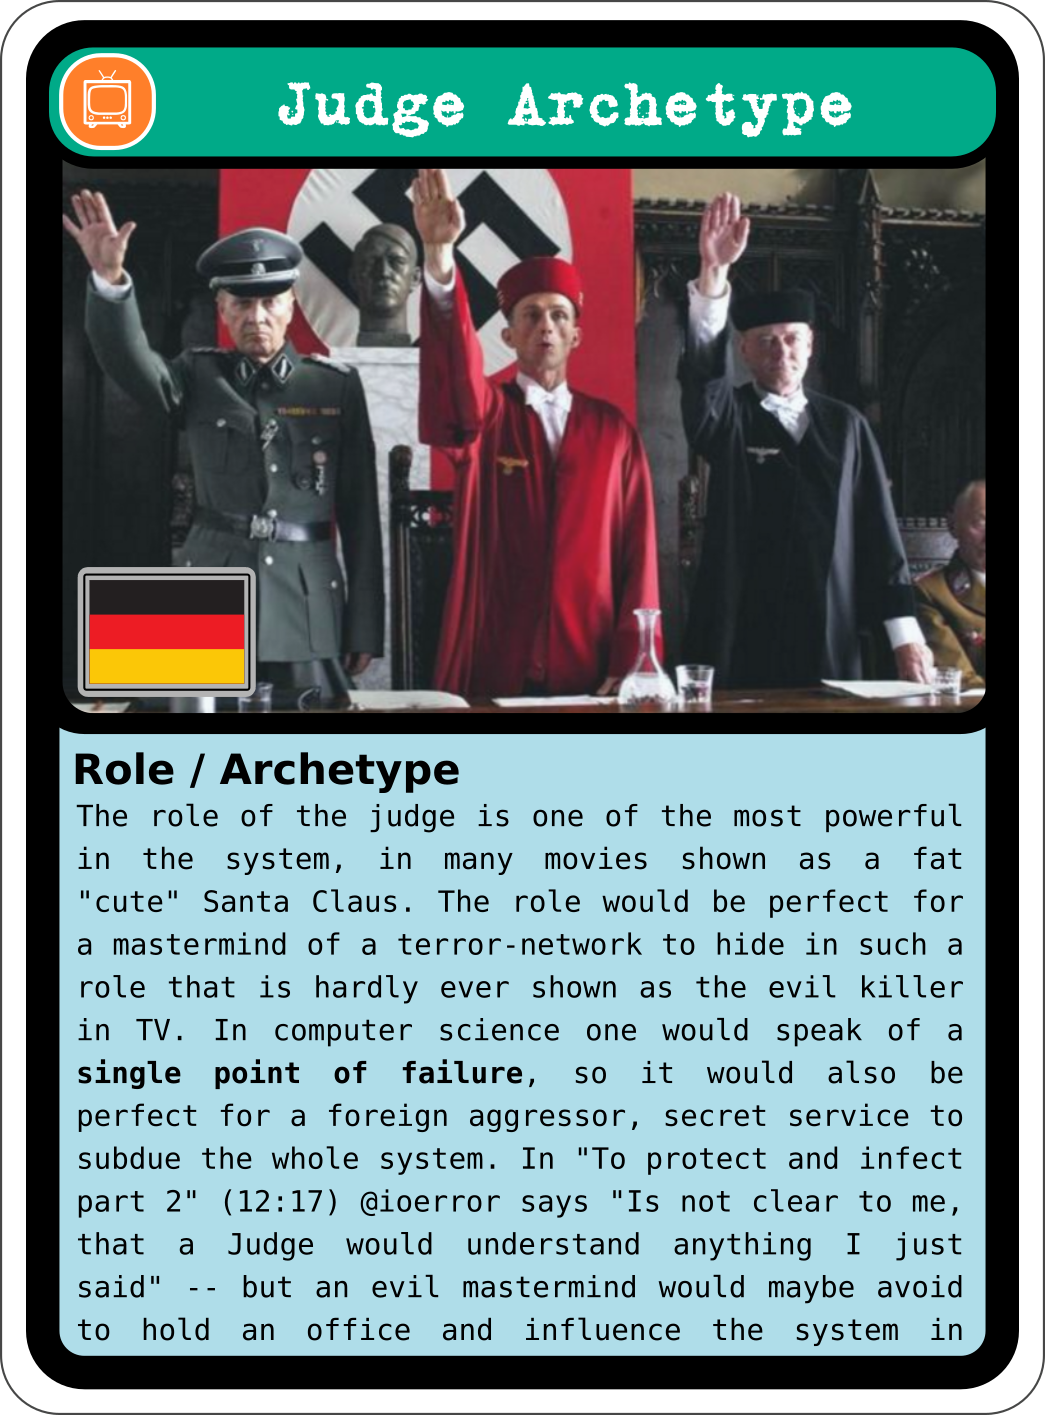 Judge Archetype
Role / Archetype
The role of the judge is one of the most powerful
in the system, in many movies shown as a fat
"cute" Santa Claus. The role would be perfect for
a mastermind of a terror-network to hide in such a
role that is hardly ever shown as the evil killer
in TV. In computer science one would speak of a
single point of failure, so it would also be
perfect for a foreign aggressor, secret service to
subdue the whole system. In "To protect and infect
part 2" (12:17) @ioerror says "Is not clear to me,
that a Judge would understand anything I just
said" -- but an evil mastermind would maybe avoid
to hold an office and influence the system in